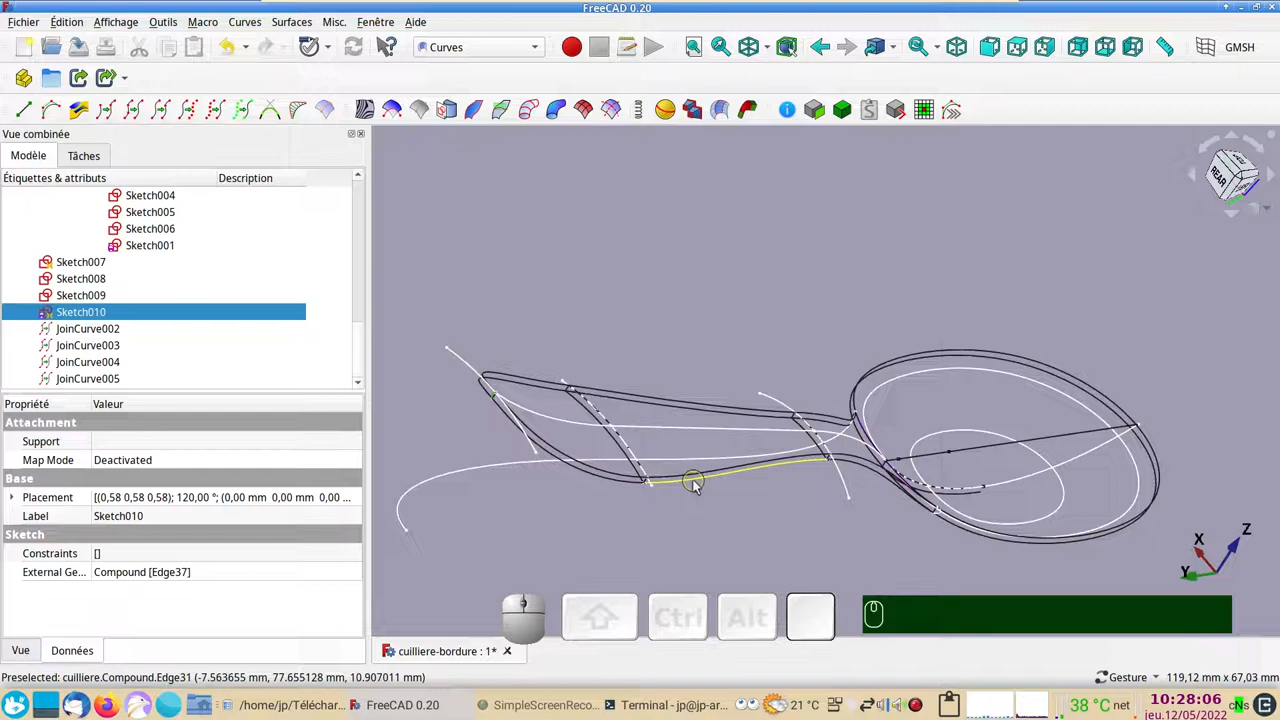 FreeCAD 0.20
Fichier Édition Affichage Outils Macro Curves Surfaces Misc. Fenêtre Aide
Curves
GMSH
Vue combinée
Modèle Tâches
Étiquettes & attributs Description
Sketch004
Sketch005
Sketch006
Sketch001
Sketch007
Sketch008
Sketch009
Sketch010
JoinCurve002
JoinCurve003
JoinCurve004
JoinCurve005
Propriété Valeur
Attachment
Support
Map Mode Deactivated
Base
Placement [(0,58 0,58 0,58); 120,00 °; (0,00 mm 0,00 mm 0,00 ...
Label Sketch010
Sketch
Constraints []
External Ge... Compound [Edge37]
REAR
X
Y
Z
Ctrl Alt
Vue Données
cuilliere-bordure : 1*
Preselected: cuilliere.Compound.Edge31 (-7.563655 mm, 77.655128 mm, 10.907017 mm)
Gesture 119,12 mm x 67,03 mm
/home/jp/Téléchar... FreeCAD 0.20 SimpleScreenReco... Terminal - jp@jp-ar... 21 °C 38 °C net 10:28:06
jeu.12/05/2022